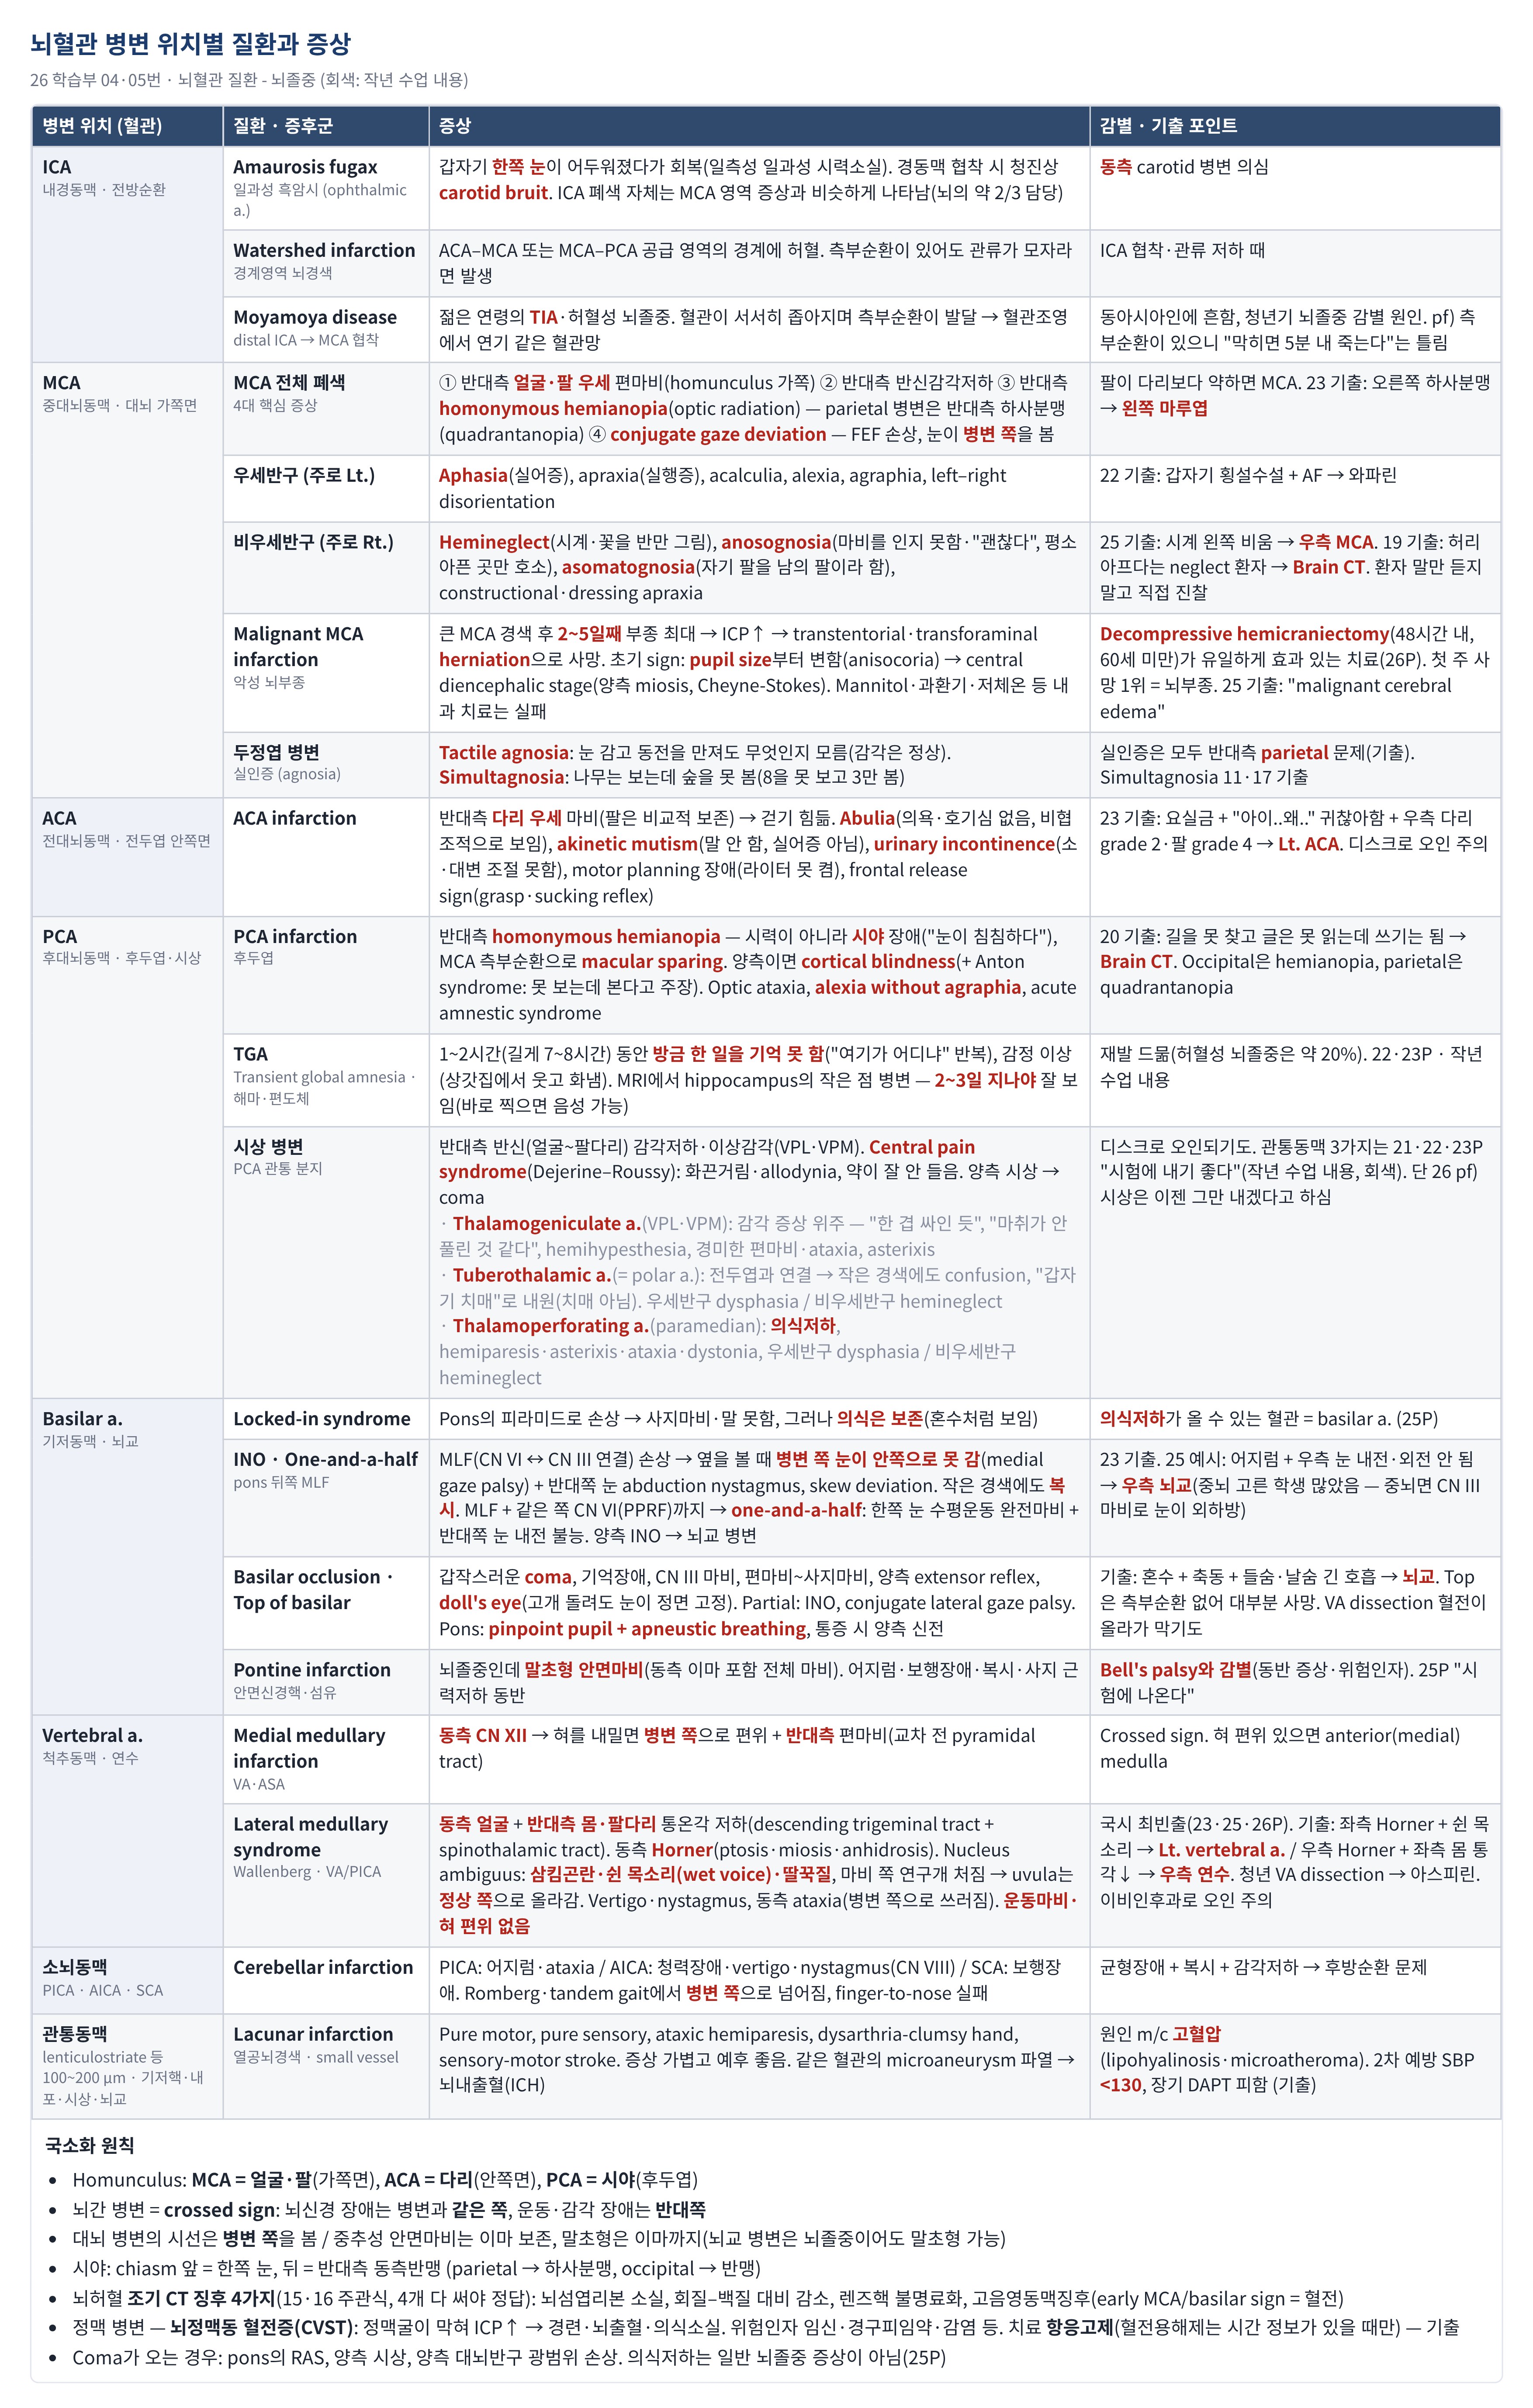 뇌혈관 병변 위치별 질환과 증상
26 학습부 04·05번 · 뇌혈관 질환 - 뇌졸중 (회색: 작년 수업 내용)
병변 위치 (혈관)
질환 · 증후군
증상
감별 · 기출 포인트
ICA
내경동맥 · 전방순환
Amaurosis fugax
일과성 흑암시 (ophthalmic
a.)
갑자기 한쪽 눈이 어두워졌다가 회복(일측성 일과성 시력소실). 경동맥 협착 시 청진상
carotid bruit. ICA 폐색 자체는 MCA 영역 증상과 비슷하게 나타남(뇌의 약 2/3 담당)
동측 carotid 병변 의심
Watershed infarction
경계영역 뇌경색
ACA–MCA 또는 MCA–PCA 공급 영역의 경계에 허혈. 측부순환이 있어도 관류가 모자라
면 발생
ICA 협착·관류 저하 때
Moyamoya disease
distal ICA → MCA 협착
젊은 연령의 TIA·허혈성 뇌졸중. 혈관이 서서히 좁아지며 측부순환이 발달 → 혈관조영
에서 연기 같은 혈관망
동아시아인에 흔함, 청년기 뇌졸중 감별 원인. pf) 측
부순환이 있으니 "막히면 5분 내 죽는다"는 틀림
MCA
중대뇌동맥 · 대뇌 가쪽면
MCA 전체 폐색
4대 핵심 증상
① 반대측 얼굴·팔 우세 편마비(homunculus 가쪽) ② 반대측 반신감각저하 ③ 반대측
homonymous hemianopia(optic radiation) — parietal 병변은 반대측 하사분맹
(quadrantanopia) ④ conjugate gaze deviation — FEF 손상, 눈이 병변 쪽을 봄
팔이 다리보다 약하면 MCA. 23 기출: 오른쪽 하사분맹
→ 왼쪽 마루엽
우세반구 (주로 Lt.)
Aphasia(실어증), apraxia(실행증), acalculia, alexia, agraphia, left–right
disorientation
22 기출: 갑자기 횡설수설 + AF → 와파린
비우세반구 (주로 Rt.)
Hemineglect(시계·꽃을 반만 그림), anosognosia(마비를 인지 못함·"괜찮다", 평소
아픈 곳만 호소), asomatognosia(자기 팔을 남의 팔이라 함),
constructional·dressing apraxia
25 기출: 시계 왼쪽 비움 → 우측 MCA. 19 기출: 허리
아프다는 neglect 환자 → Brain CT. 환자 말만 듣지
말고 직접 진찰
Malignant MCA
infarction
악성 뇌부종
큰 MCA 경색 후 2~5일째 부종 최대 → ICP↑ → transtentorial·transforaminal
herniation으로 사망. 초기 sign: pupil size부터 변함(anisocoria) → central
diencephalic stage(양측 miosis, Cheyne-Stokes). Mannitol·과환기·저체온 등 내
과 치료는 실패
Decompressive hemicraniectomy(48시간 내,
60세 미만)가 유일하게 효과 있는 치료(26P). 첫 주 사
망 1위 = 뇌부종. 25 기출: "malignant cerebral
edema"
두정엽 병변
실인증 (agnosia)
Tactile agnosia: 눈 감고 동전을 만져도 무엇인지 모름(감각은 정상).
Simultagnosia: 나무는 보는데 숲을 못 봄(8을 못 보고 3만 봄)
실인증은 모두 반대측 parietal 문제(기출).
Simultagnosia 11·17 기출
ACA
전대뇌동맥 · 전두엽 안쪽면
ACA infarction
반대측 다리 우세 마비(팔은 비교적 보존) → 걷기 힘듦. Abulia(의욕·호기심 없음, 비협
조적으로 보임), akinetic mutism(말 안 함, 실어증 아님), urinary incontinence(소
·대변 조절 못함), motor planning 장애(라이터 못 켬), frontal release
sign(grasp·sucking reflex)
23 기출: 요실금 + "아이..왜.." 귀찮아함 + 우측 다리
grade 2·팔 grade 4 → Lt. ACA. 디스크로 오인 주의
PCA
후대뇌동맥 · 후두엽·시상
PCA infarction
후두엽
반대측 homonymous hemianopia — 시력이 아니라 시야 장애("눈이 침침하다"),
MCA 측부순환으로 macular sparing. 양측이면 cortical blindness(+ Anton
syndrome: 못 보는데 본다고 주장). Optic ataxia, alexia without agraphia, acute
amnestic syndrome
20 기출: 길을 못 찾고 글은 못 읽는데 쓰기는 됨 →
Brain CT. Occipital은 hemianopia, parietal은
quadrantanopia
TGA
Transient global amnesia ·
해마·편도체
1~2시간(길게 7~8시간) 동안 방금 한 일을 기억 못 함("여기가 어디냐" 반복), 감정 이상
(상갓집에서 웃고 화냄). MRI에서 hippocampus의 작은 점 병변 — 2~3일 지나야 잘 보
임(바로 찍으면 음성 가능)
재발 드묾(허혈성 뇌졸중은 약 20%). 22·23P · 작년
수업 내용
시상 병변
PCA 관통 분지
반대측 반신(얼굴~팔다리) 감각저하·이상감각(VPL·VPM). Central pain
syndrome(Dejerine–Roussy): 화끈거림·allodynia, 약이 잘 안 들음. 양측 시상 →
coma
· Thalamogeniculate a.(VPL·VPM): 감각 증상 위주 — "한 겹 싸인 듯", "마취가 안
풀린 것 같다", hemihypesthesia, 경미한 편마비·ataxia, asterixis
· Tuberothalamic a.(= polar a.): 전두엽과 연결 → 작은 경색에도 confusion, "갑자
기 치매"로 내원(치매 아님). 우세반구 dysphasia / 비우세반구 hemineglect
· Thalamoperforating a.(paramedian): 의식저하,
hemiparesis·asterixis·ataxia·dystonia, 우세반구 dysphasia / 비우세반구
hemineglect
디스크로 오인되기도. 관통동맥 3가지는 21·22·23P
"시험에 내기 좋다"(작년 수업 내용, 회색). 단 26 pf)
시상은 이젠 그만 내겠다고 하심
Basilar a.
기저동맥 · 뇌교
Locked-in syndrome
Pons의 피라미드로 손상 → 사지마비·말 못함, 그러나 의식은 보존(혼수처럼 보임)
의식저하가 올 수 있는 혈관 = basilar a. (25P)
INO · One-and-a-half
pons 뒤쪽 MLF
MLF(CN VI ↔ CN III 연결) 손상 → 옆을 볼 때 병변 쪽 눈이 안쪽으로 못 감(medial
gaze palsy) + 반대쪽 눈 abduction nystagmus, skew deviation. 작은 경색에도 복
시. MLF + 같은 쪽 CN VI(PPRF)까지 → one-and-a-half: 한쪽 눈 수평운동 완전마비 +
반대쪽 눈 내전 불능. 양측 INO → 뇌교 병변
23 기출. 25 예시: 어지럼 + 우측 눈 내전·외전 안 됨
→ 우측 뇌교(중뇌 고른 학생 많았음 — 중뇌면 CN III
마비로 눈이 외하방)
Basilar occlusion ·
Top of basilar
갑작스러운 coma, 기억장애, CN III 마비, 편마비~사지마비, 양측 extensor reflex,
doll's eye(고개 돌려도 눈이 정면 고정). Partial: INO, conjugate lateral gaze palsy.
Pons: pinpoint pupil + apneustic breathing, 통증 시 양측 신전
기출: 혼수 + 축동 + 들숨·날숨 긴 호흡 → 뇌교. Top
은 측부순환 없어 대부분 사망. VA dissection 혈전이
올라가 막기도
Pontine infarction
안면신경핵·섬유
뇌졸중인데 말초형 안면마비(동측 이마 포함 전체 마비). 어지럼·보행장애·복시·사지 근
력저하 동반
Bell's palsy와 감별(동반 증상·위험인자). 25P "시
험에 나온다"
Vertebral a.
척추동맥 · 연수
Medial medullary
infarction
VA·ASA
동측 CN XII → 혀를 내밀면 병변 쪽으로 편위 + 반대측 편마비(교차 전 pyramidal
tract)
Crossed sign. 혀 편위 있으면 anterior(medial)
medulla
Lateral medullary
syndrome
Wallenberg · VA/PICA
동측 얼굴 + 반대측 몸·팔다리 통온각 저하(descending trigeminal tract +
spinothalamic tract). 동측 Horner(ptosis·miosis·anhidrosis). Nucleus
ambiguus: 삼킴곤란·쉰 목소리(wet voice)·딸꾹질, 마비 쪽 연구개 처짐 → uvula는
정상 쪽으로 올라감. Vertigo·nystagmus, 동측 ataxia(병변 쪽으로 쓰러짐). 운동마비·
혀 편위 없음
국시 최빈출(23·25·26P). 기출: 좌측 Horner + 쉰 목
소리 → Lt. vertebral a. / 우측 Horner + 좌측 몸 통
각↓ → 우측 연수. 청년 VA dissection → 아스피린.
이비인후과로 오인 주의
소뇌동맥
PICA · AICA · SCA
Cerebellar infarction
PICA: 어지럼·ataxia / AICA: 청력장애·vertigo·nystagmus(CN VIII) / SCA: 보행장
애. Romberg·tandem gait에서 병변 쪽으로 넘어짐, finger-to-nose 실패
균형장애 + 복시 + 감각저하 → 후방순환 문제
관통동맥
lenticulostriate 등
100~200 µm · 기저핵·내
포·시상·뇌교
Lacunar infarction
열공뇌경색 · small vessel
Pure motor, pure sensory, ataxic hemiparesis, dysarthria-clumsy hand,
sensory-motor stroke. 증상 가볍고 예후 좋음. 같은 혈관의 microaneurysm 파열 →
뇌내출혈(ICH)
원인 m/c 고혈압
(lipohyalinosis·microatheroma). 2차 예방 SBP
<130, 장기 DAPT 피함 (기출)
국소화 원칙
• Homunculus: MCA = 얼굴·팔(가쪽면), ACA = 다리(안쪽면), PCA = 시야(후두엽)
• 뇌간 병변 = crossed sign: 뇌신경 장애는 병변과 같은 쪽, 운동·감각 장애는 반대쪽
• 대뇌 병변의 시선은 병변 쪽을 봄 / 중추성 안면마비는 이마 보존, 말초형은 이마까지(뇌교 병변은 뇌졸중이어도 말초형 가능)
• 시야: chiasm 앞 = 한쪽 눈, 뒤 = 반대측 동측반맹 (parietal → 하사분맹, occipital → 반맹)
• 뇌허혈 조기 CT 징후 4가지(15·16 주관식, 4개 다 써야 정답): 뇌섬엽리본 소실, 회질–백질 대비 감소, 렌즈핵 불명료화, 고음영동맥징후(early MCA/basilar sign = 혈전)
• 정맥 병변 — 뇌정맥동 혈전증(CVST): 정맥굴이 막혀 ICP↑ → 경련·뇌출혈·의식소실. 위험인자 임신·경구피임약·감염 등. 치료 항응고제(혈전용해제는 시간 정보가 있을 때만) — 기출
• Coma가 오는 경우: pons의 RAS, 양측 시상, 양측 대뇌반구 광범위 손상. 의식저하는 일반 뇌졸중 증상이 아님(25P)